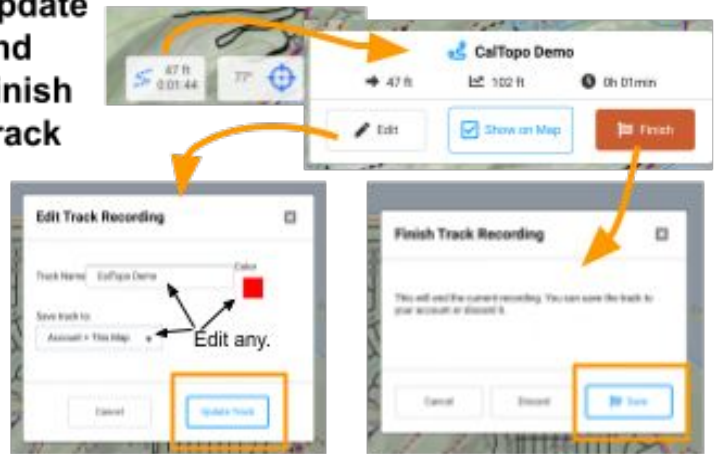 pdate
nd
inish
rack
47 ft
0:01:44
77°
CalTopo Demo
47 ft
102 ft
0h 01min
Edit
Show on Map
Finish
Edit Track Recording
Track Name
CalTopo Demo
Color
Save track to:
Account + This Map
Edit any.
Cancel
Update Track
Finish Track Recording
This will end the current recording. You can save the track to
your account or discard it.
Cancel
Discard
Save